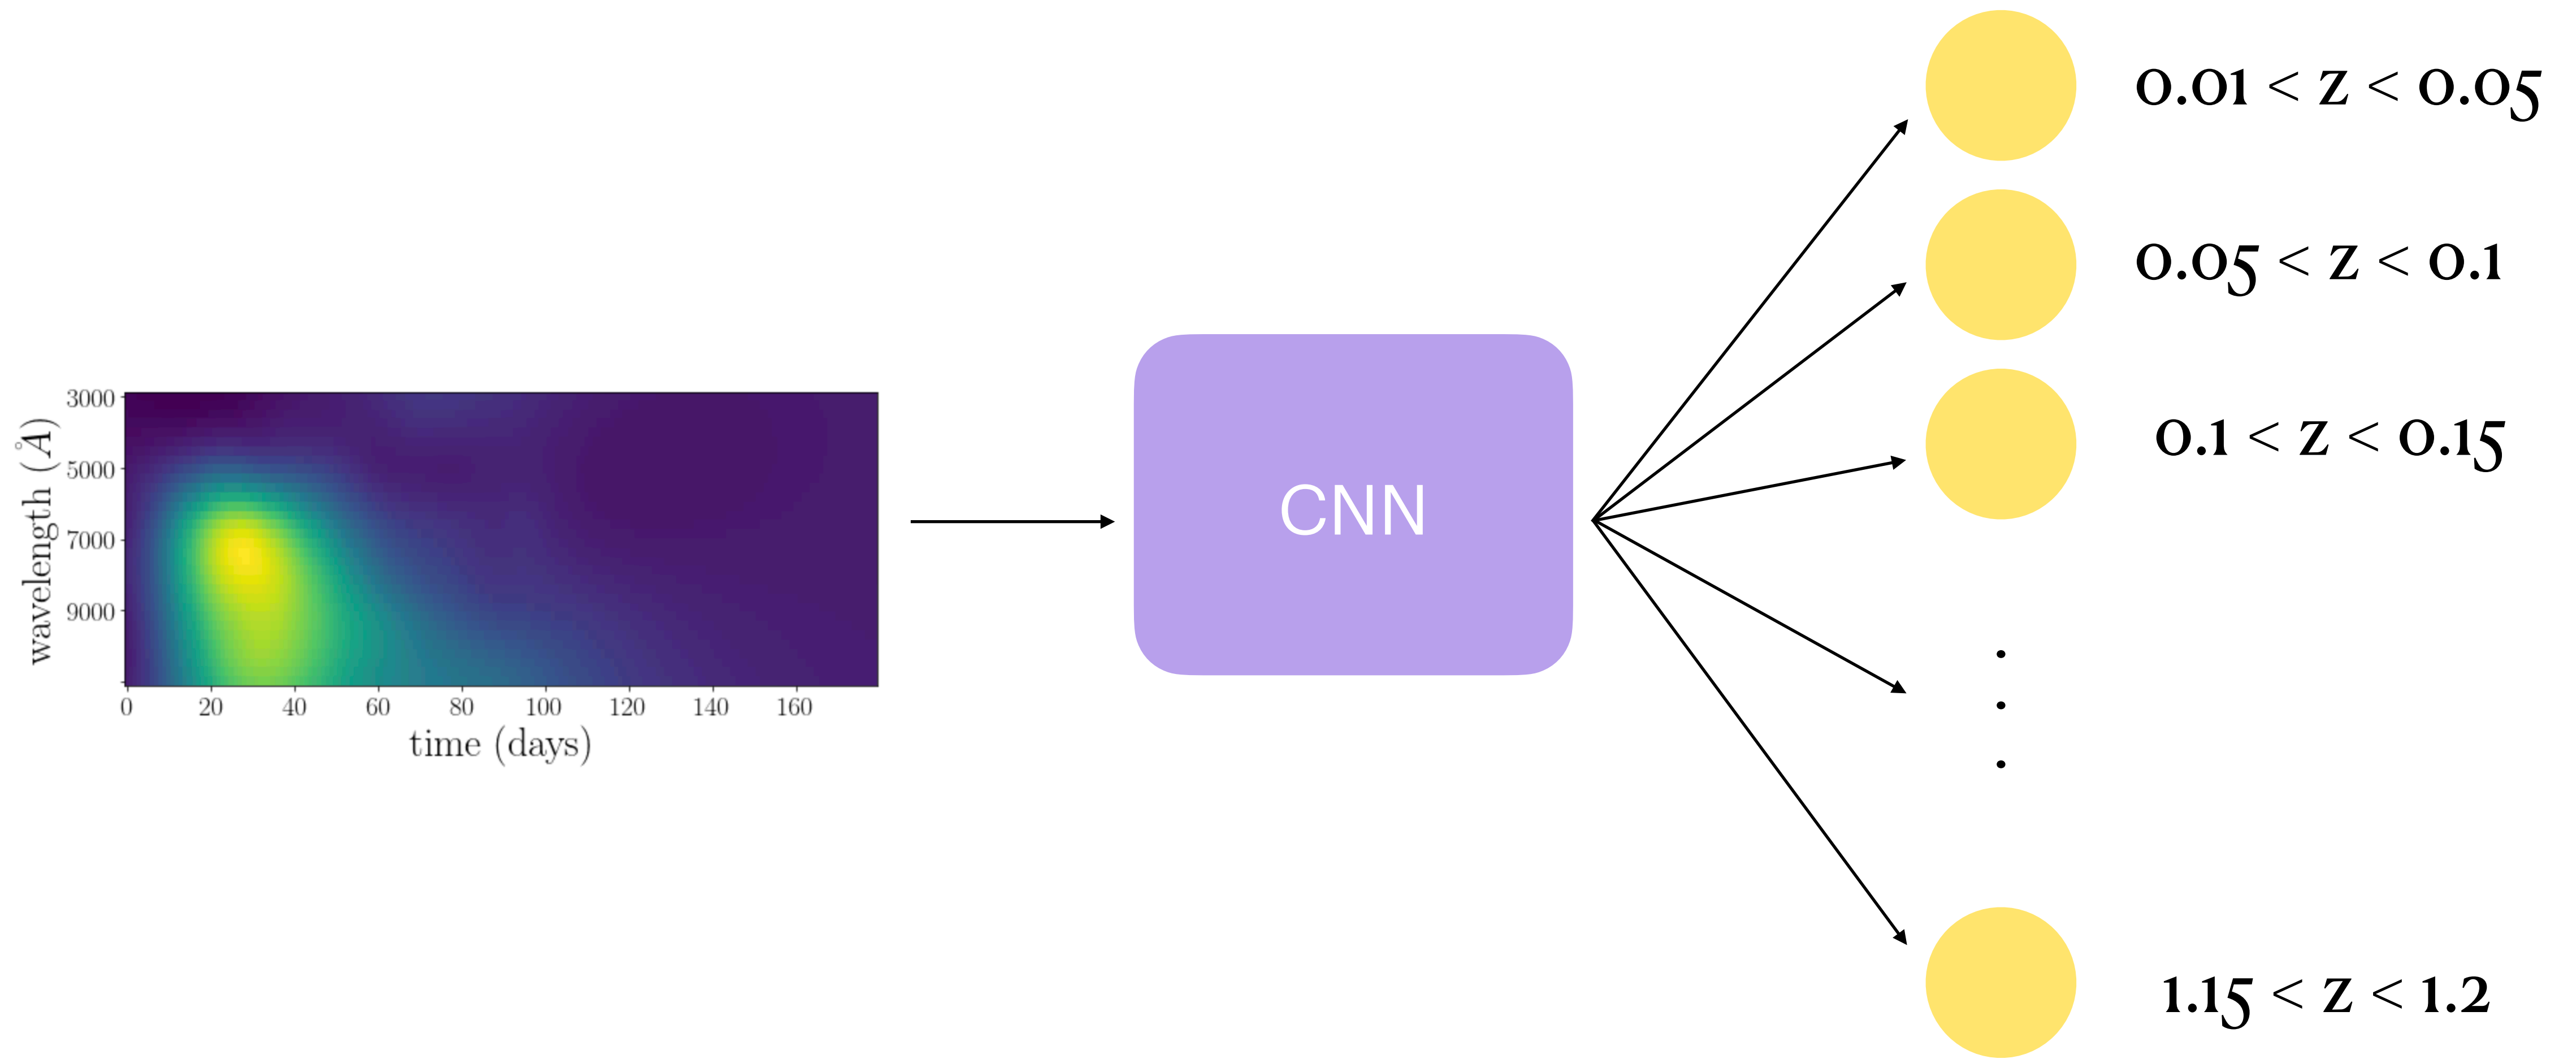 3000
5000
7000
9000
wavelength (Å)
0 20 40 60 80 100 120 140 160
time (days)
CNN
0.01 < z < 0.05
0.05 < z < 0.1
0.1 < z < 0.15
.
.
.
1.15 < z < 1.2